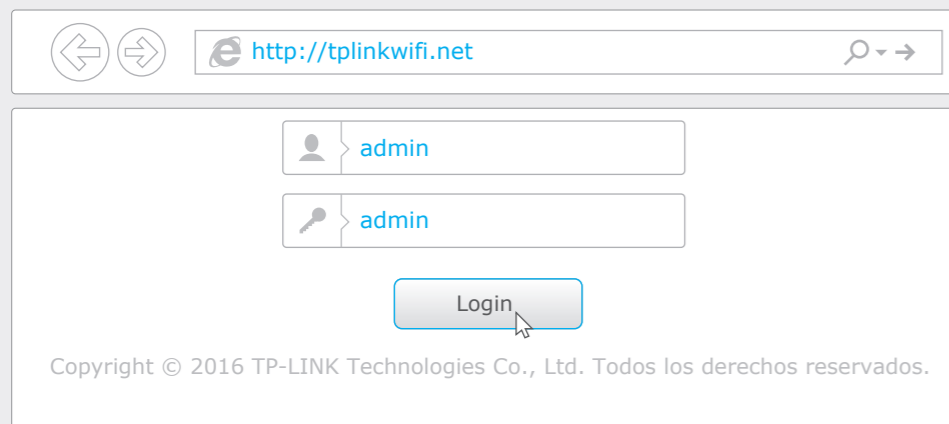 http://tplinkwifi.net
admin
admin
Login
Copyright © 2016 TP-LINK Technologies Co., Ltd. Todos los derechos reservados.